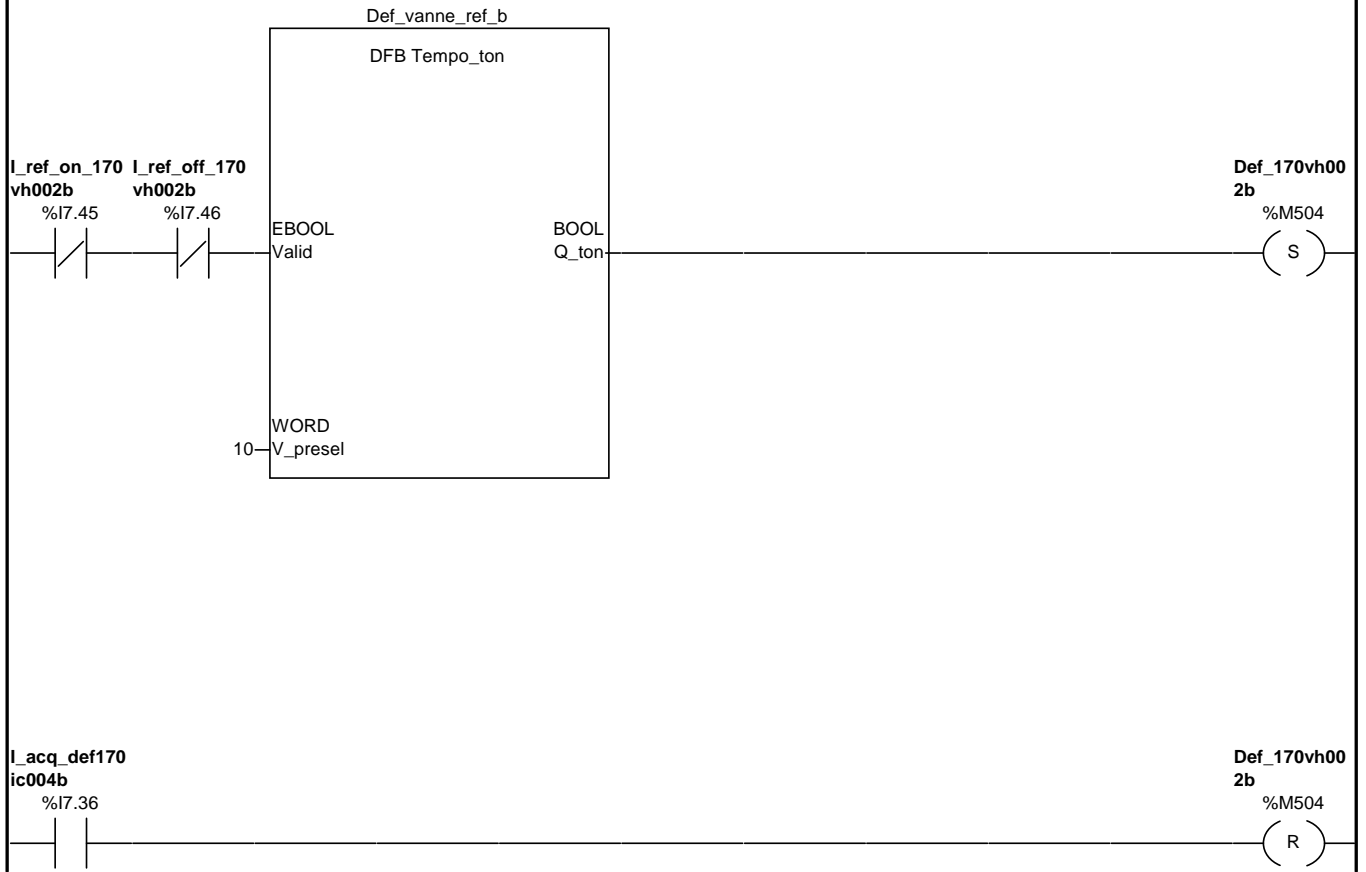 Def_vanne_ref_b
DFB Tempo_ton
I_ref_on_170 I_ref_off_170
vh002b vh002b
%I7.45 %I7.46
EBOOL
Valid
BOOL
Q_ton
Def_170vh00
2b
%M504
S
WORD
10 V_presel
I_acq_def170
ic004b
%I7.36
Def_170vh00
2b
%M504
R